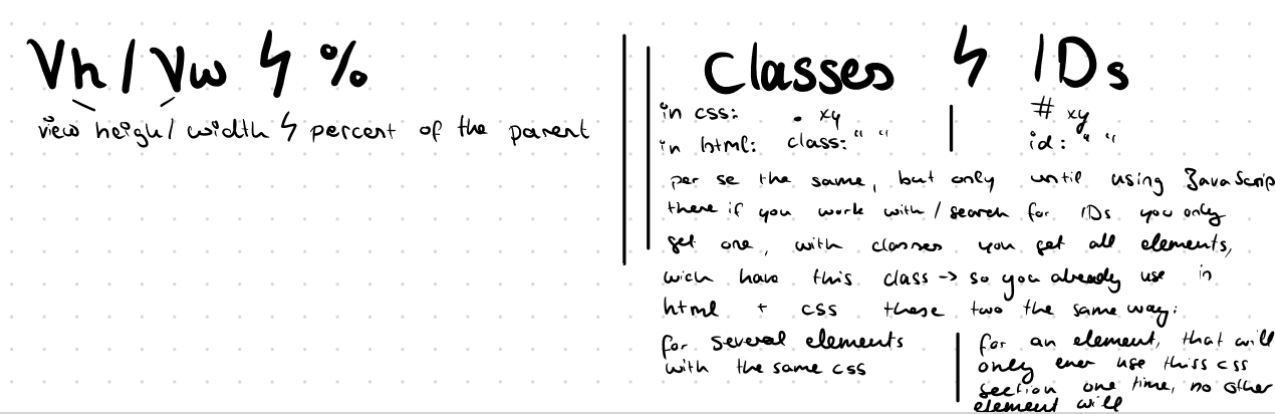 Vh / Vw ϟ %
view heigh / width ϟ percent of the parent
Classes ϟ IDs
in css: . xy | # xy
in html: class: " " | id: " "
per se the same, but only until using JavaScrip
there if you work with / search for IDs you only
get one, with classes you get all elements,
wich have this class -> so you already use in
html + css these two the same way:
for several elements
with the same css
for an element, that will
only ever use thiss css
section one time, no other
element will